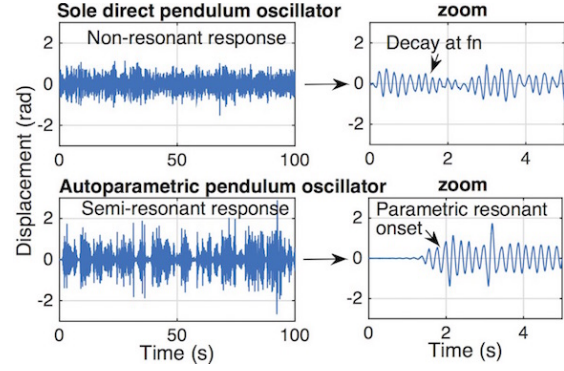 Sole direct pendulum oscillator
zoom
Non-resonant response
Decay at fn
2
0
-2
0
50
100
2
0
-2
0
2
4
Displacement (rad)
Autoparametric pendulum oscillator
zoom
Semi-resonant response
Parametric resonant
onset
2
0
-2
0
50
100
Time (s)
2
0
-2
0
2
4
Time (s)